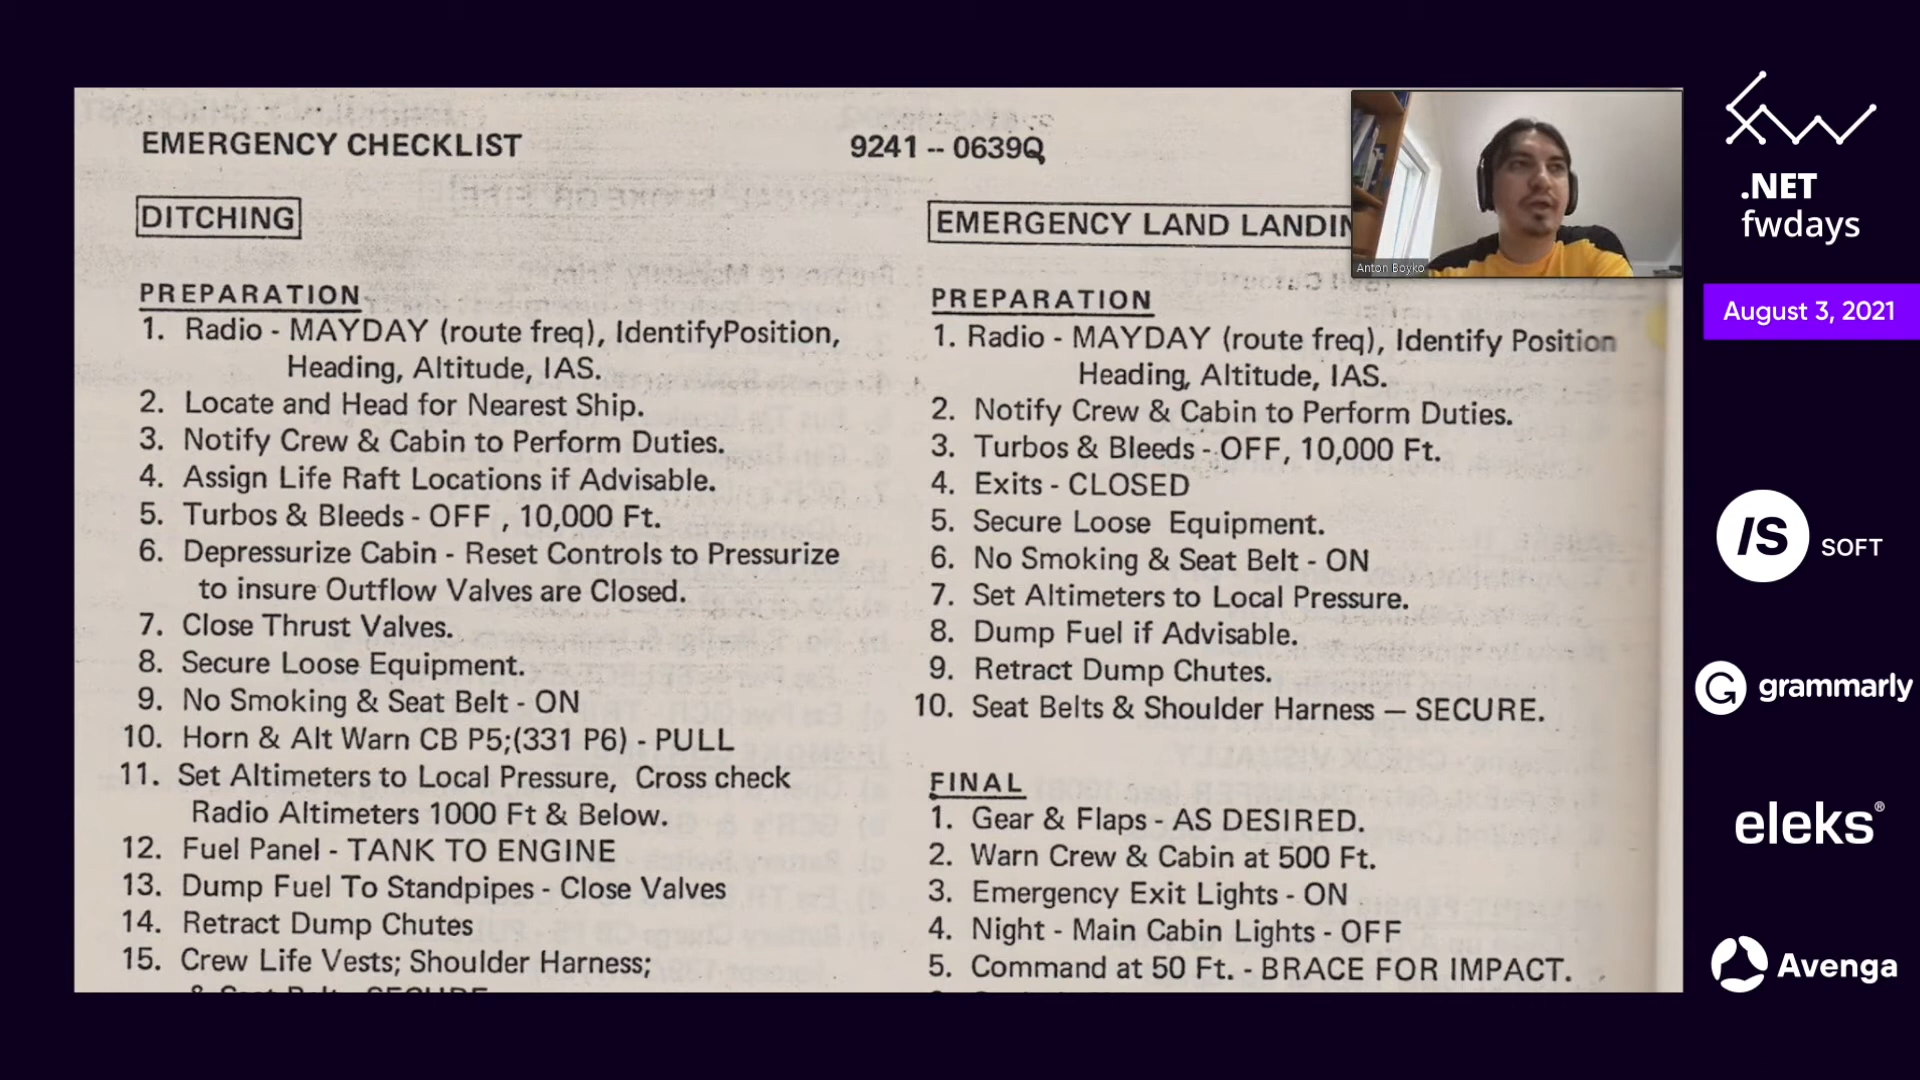 EMERGENCY CHECKLIST
9241 -- 0639Q
DITCHING
PREPARATION
1. Radio - MAYDAY (route freq), IdentifyPosition,
Heading, Altitude, IAS.
2. Locate and Head for Nearest Ship.
3. Notify Crew & Cabin to Perform Duties.
4. Assign Life Raft Locations if Advisable.
5. Turbos & Bleeds - OFF , 10,000 Ft.
6. Depressurize Cabin - Reset Controls to Pressurize
to insure Outflow Valves are Closed.
7. Close Thrust Valves.
8. Secure Loose Equipment.
9. No Smoking & Seat Belt - ON
10. Horn & Alt Warn CB P5;(331 P6) - PULL
11. Set Altimeters to Local Pressure, Cross check
Radio Altimeters 1000 Ft & Below.
12. Fuel Panel - TANK TO ENGINE
13. Dump Fuel To Standpipes - Close Valves
14. Retract Dump Chutes
15. Crew Life Vests; Shoulder Harness;
& Seat Belt - SECURE
EMERGENCY LAND LANDIN
PREPARATION
1. Radio - MAYDAY (route freq), Identify Position
Heading, Altitude, IAS.
2. Notify Crew & Cabin to Perform Duties.
3. Turbos & Bleeds - OFF, 10,000 Ft.
4. Exits - CLOSED
5. Secure Loose Equipment.
6. No Smoking & Seat Belt - ON
7. Set Altimeters to Local Pressure.
8. Dump Fuel if Advisable.
9. Retract Dump Chutes.
10. Seat Belts & Shoulder Harness — SECURE.
FINAL
1. Gear & Flaps - AS DESIRED.
2. Warn Crew & Cabin at 500 Ft.
3. Emergency Exit Lights - ON
4. Night - Main Cabin Lights - OFF
5. Command at 50 Ft. - BRACE FOR IMPACT.
Anton Boyko
.NET
fwdays
August 3, 2021
IS SOFT
grammarly
eleks®
Avenga